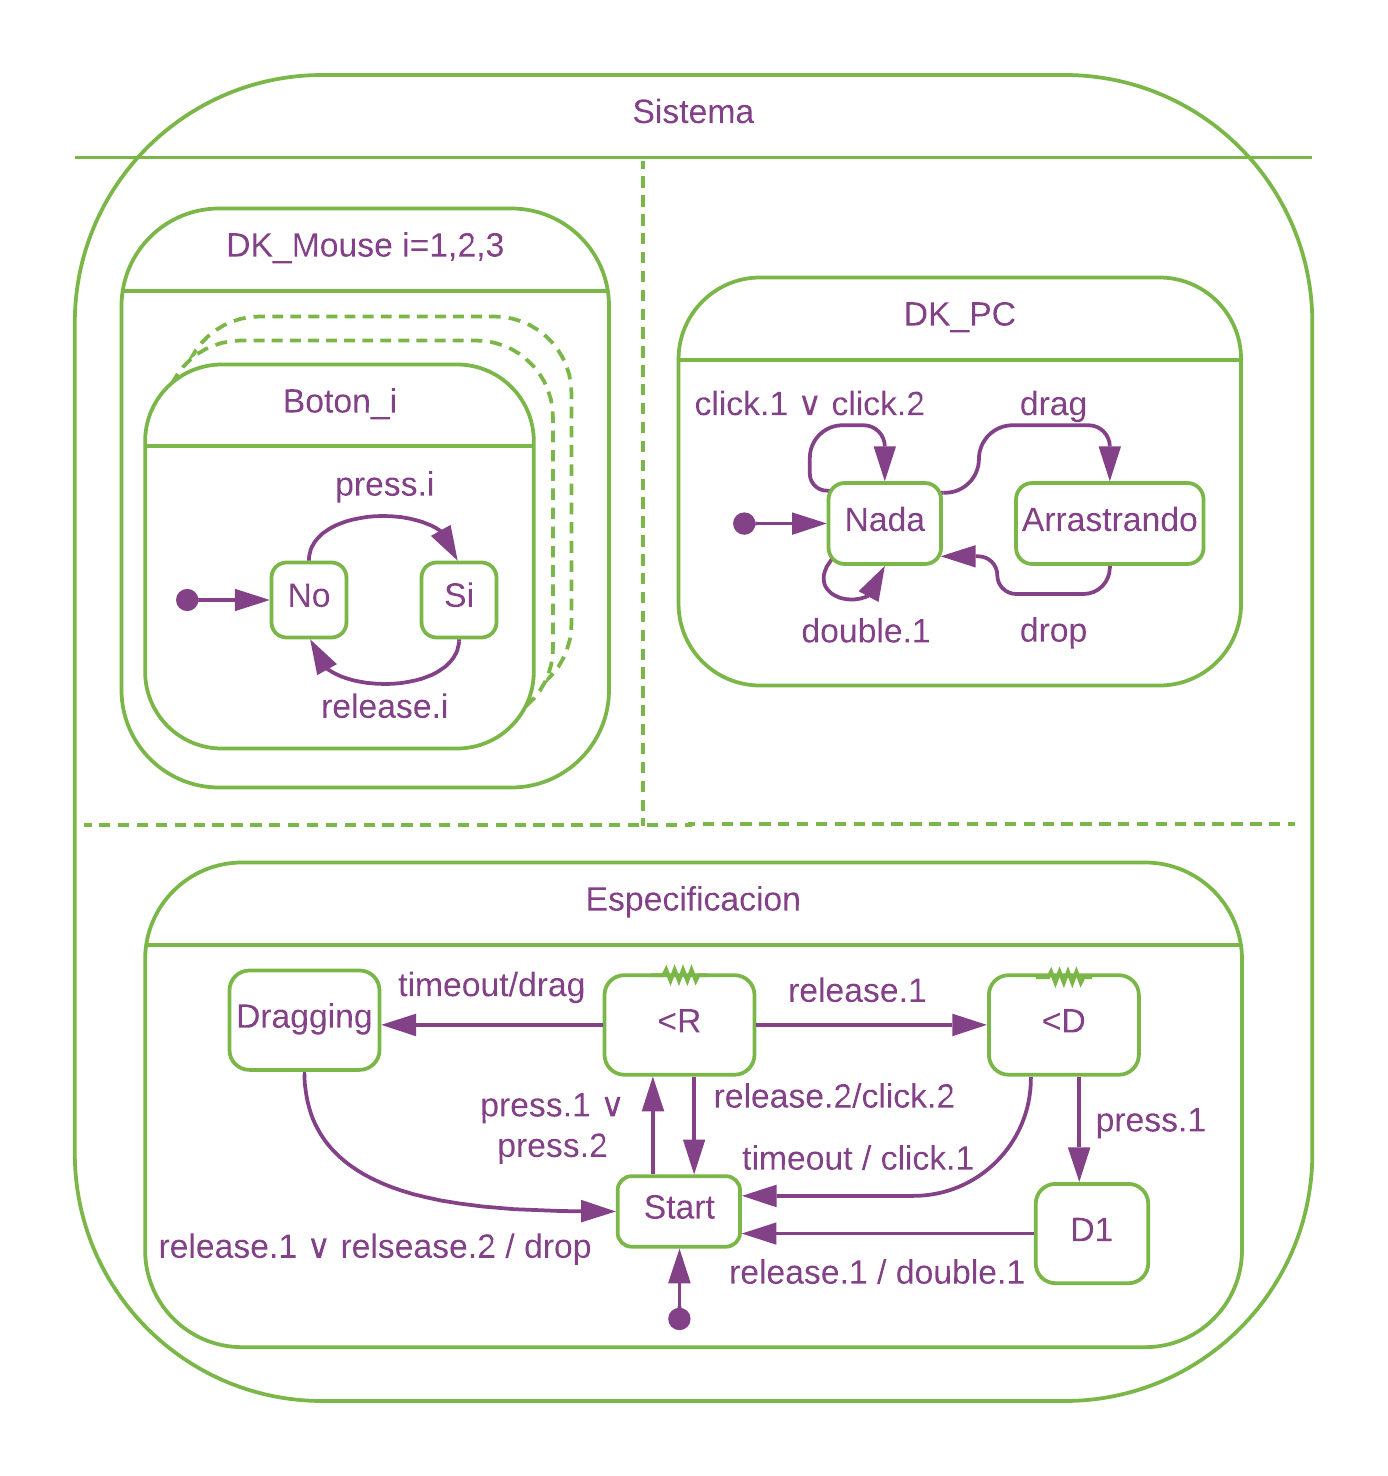 Sistema
DK_Mouse i=1,2,3
Boton_i
press.i
No
Si
release.i
DK_PC
click.1 ∨ click.2
drag
Nada
Arrastrando
double.1
drop
Especificacion
Dragging
timeout/drag
<R
release.1
<D
press.1 ∨
press.2
release.2/click.2
press.1
timeout / click.1
Start
D1
release.1 ∨ relsease.2 / drop
release.1 / double.1